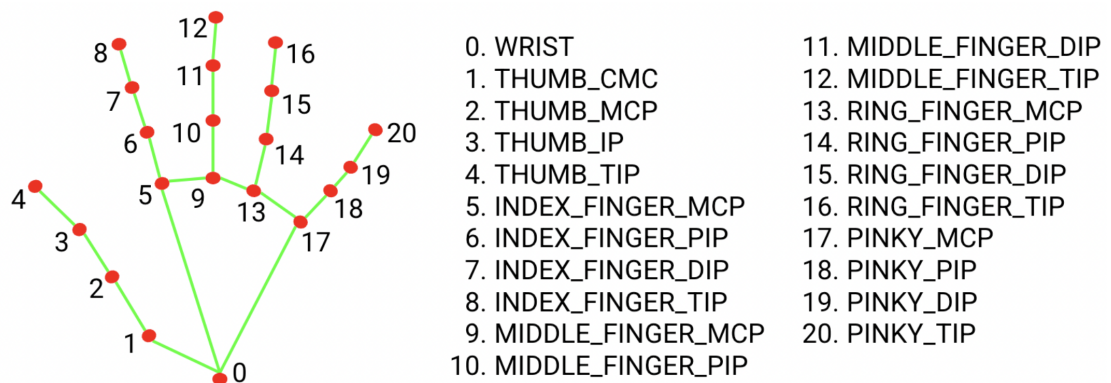 12
8
16
11
7
15
10
6
20
14
4
5
19
9
13
18
3
17
2
1
0
0. WRIST
1. THUMB_CMC
2. THUMB_MCP
3. THUMB_IP
4. THUMB_TIP
5. INDEX_FINGER_MCP
6. INDEX_FINGER_PIP
7. INDEX_FINGER_DIP
8. INDEX_FINGER_TIP
9. MIDDLE_FINGER_MCP
10. MIDDLE_FINGER_PIP
11. MIDDLE_FINGER_DIP
12. MIDDLE_FINGER_TIP
13. RING_FINGER_MCP
14. RING_FINGER_PIP
15. RING_FINGER_DIP
16. RING_FINGER_TIP
17. PINKY_MCP
18. PINKY_PIP
19. PINKY_DIP
20. PINKY_TIP